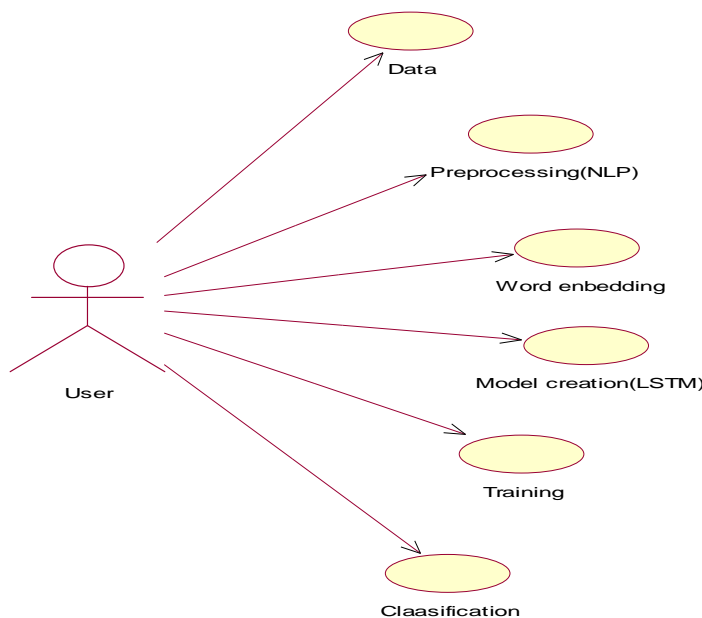 Data
Preprocessing(NLP)
Word enbedding
Model creation(LSTM)
User
Training
Claasification